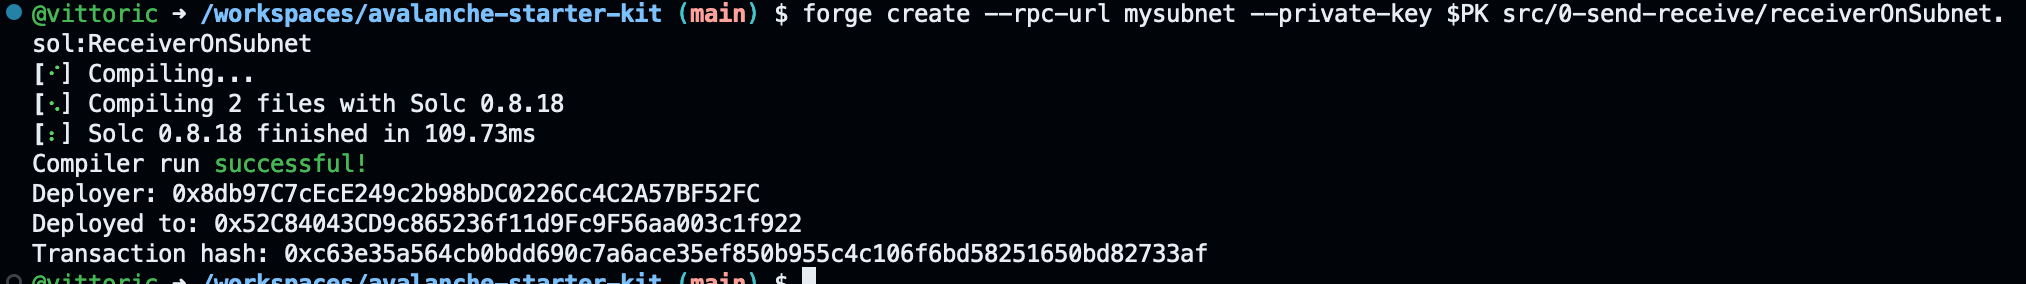 @vittoric ➜ /workspaces/avalanche-starter-kit (main) $ forge create --rpc-url mysubnet --private-key $PK src/0-send-receive/receiverOnSubnet.
sol:ReceiverOnSubnet
[⠊] Compiling...
[⠢] Compiling 2 files with Solc 0.8.18
[⠆] Solc 0.8.18 finished in 109.73ms
Compiler run successful!
Deployer: 0x8db97C7cEcE249c2b98bDC0226Cc4C2A57BF52FC
Deployed to: 0x52C84043CD9c865236f11d9Fc9F56aa003c1f922
Transaction hash: 0xc63e35a564cb0bdd690c7a6ace35ef850b955c4c106f6bd58251650bd82733af
@vittoric ➜ /workspaces/avalanche-starter-kit (main) $